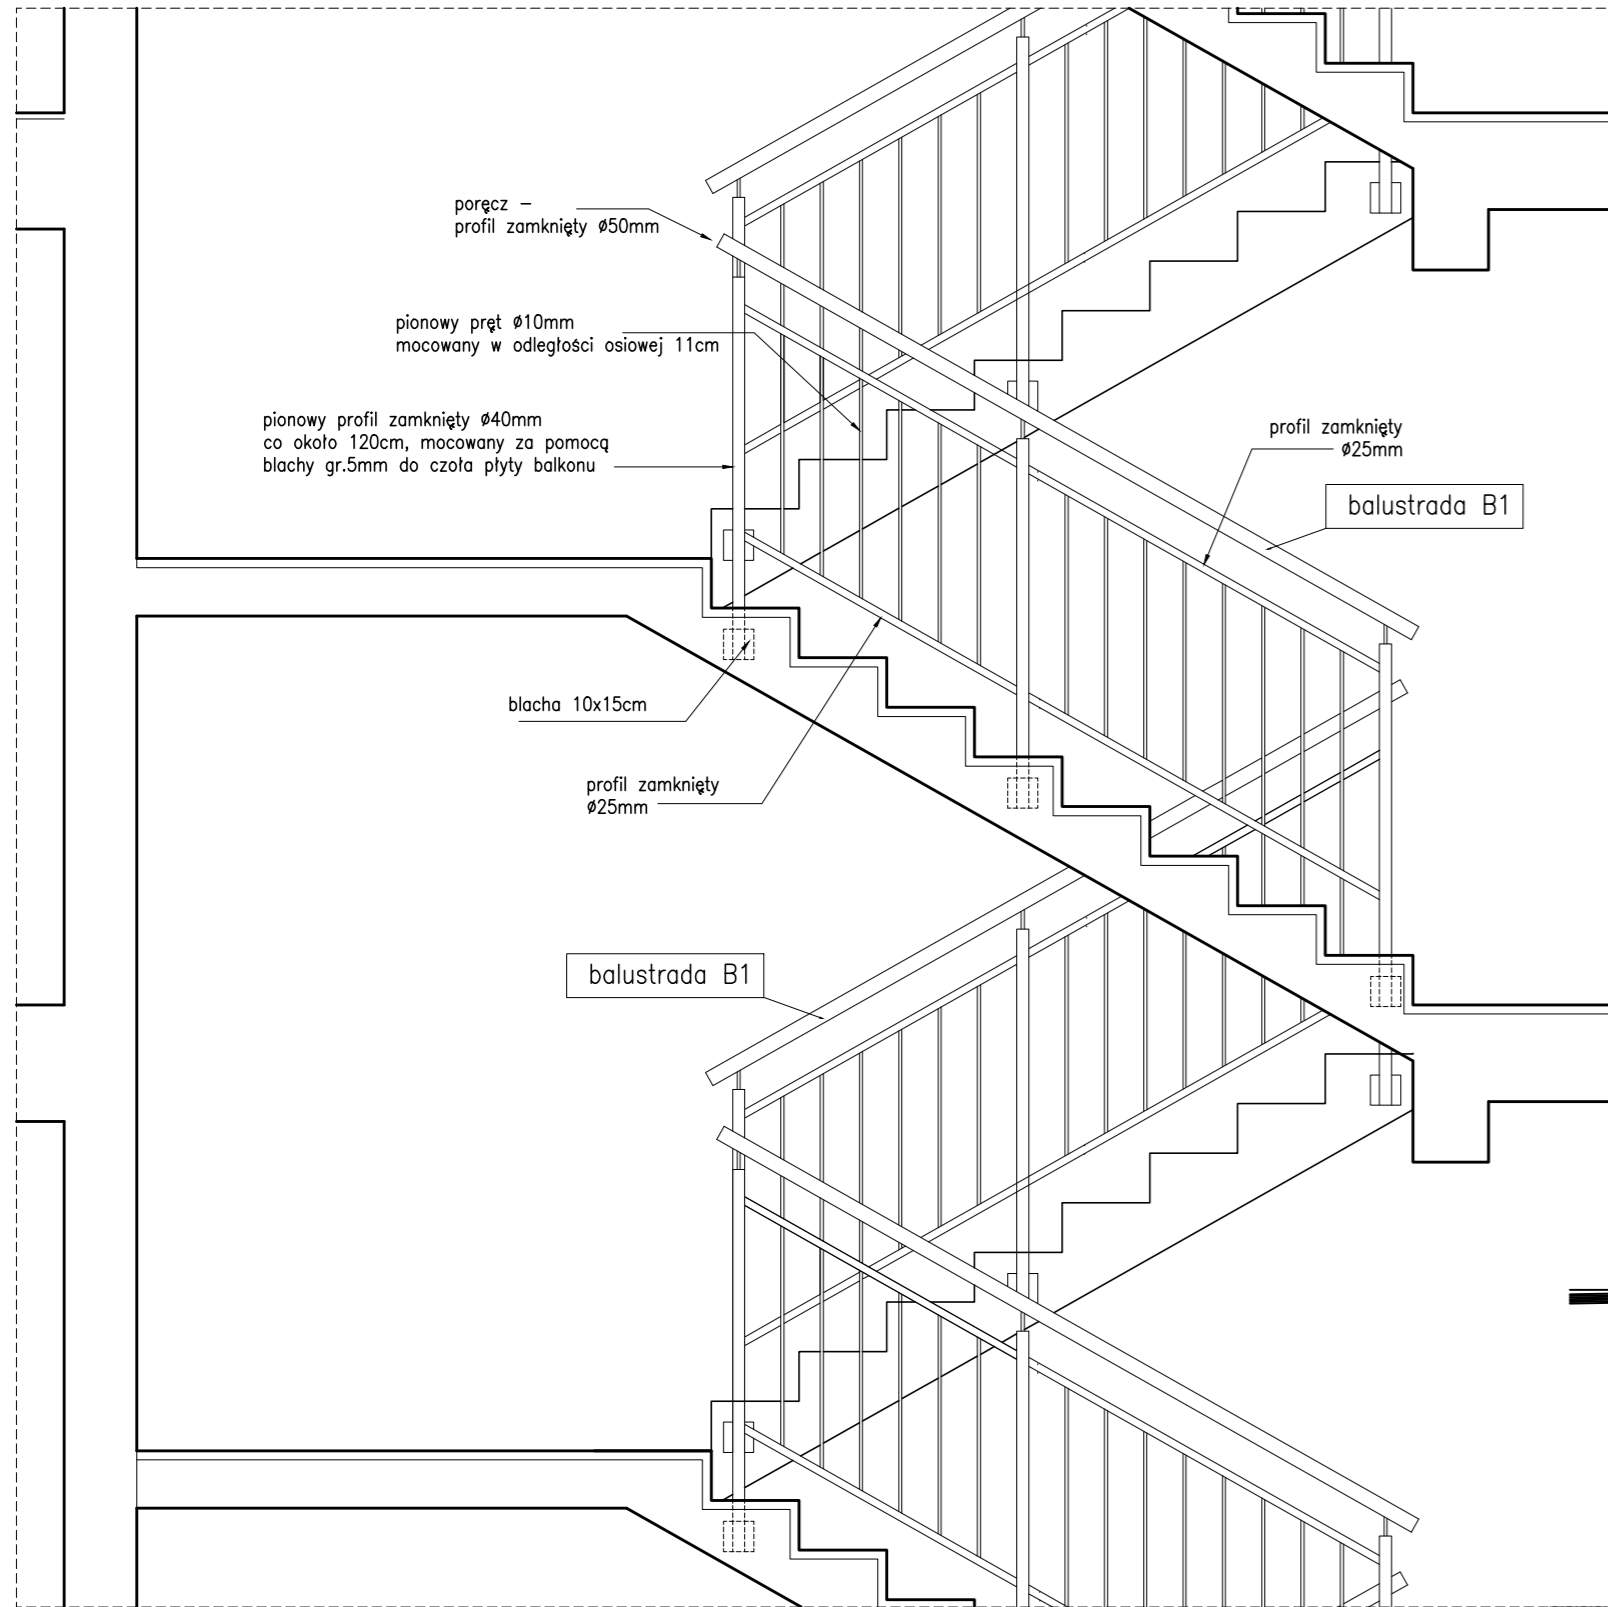 poręcz –
profil zamknięty ø50mm
pionowy pręt ø10mm
mocowany w odległości osiowej 11cm
pionowy profil zamknięty ø40mm
co około 120cm, mocowany za pomocą
blachy gr.5mm do czoła płyty balkonu
profil zamknięty
ø25mm
balustrada B1
blacha 10x15cm
profil zamknięty
ø25mm
balustrada B1